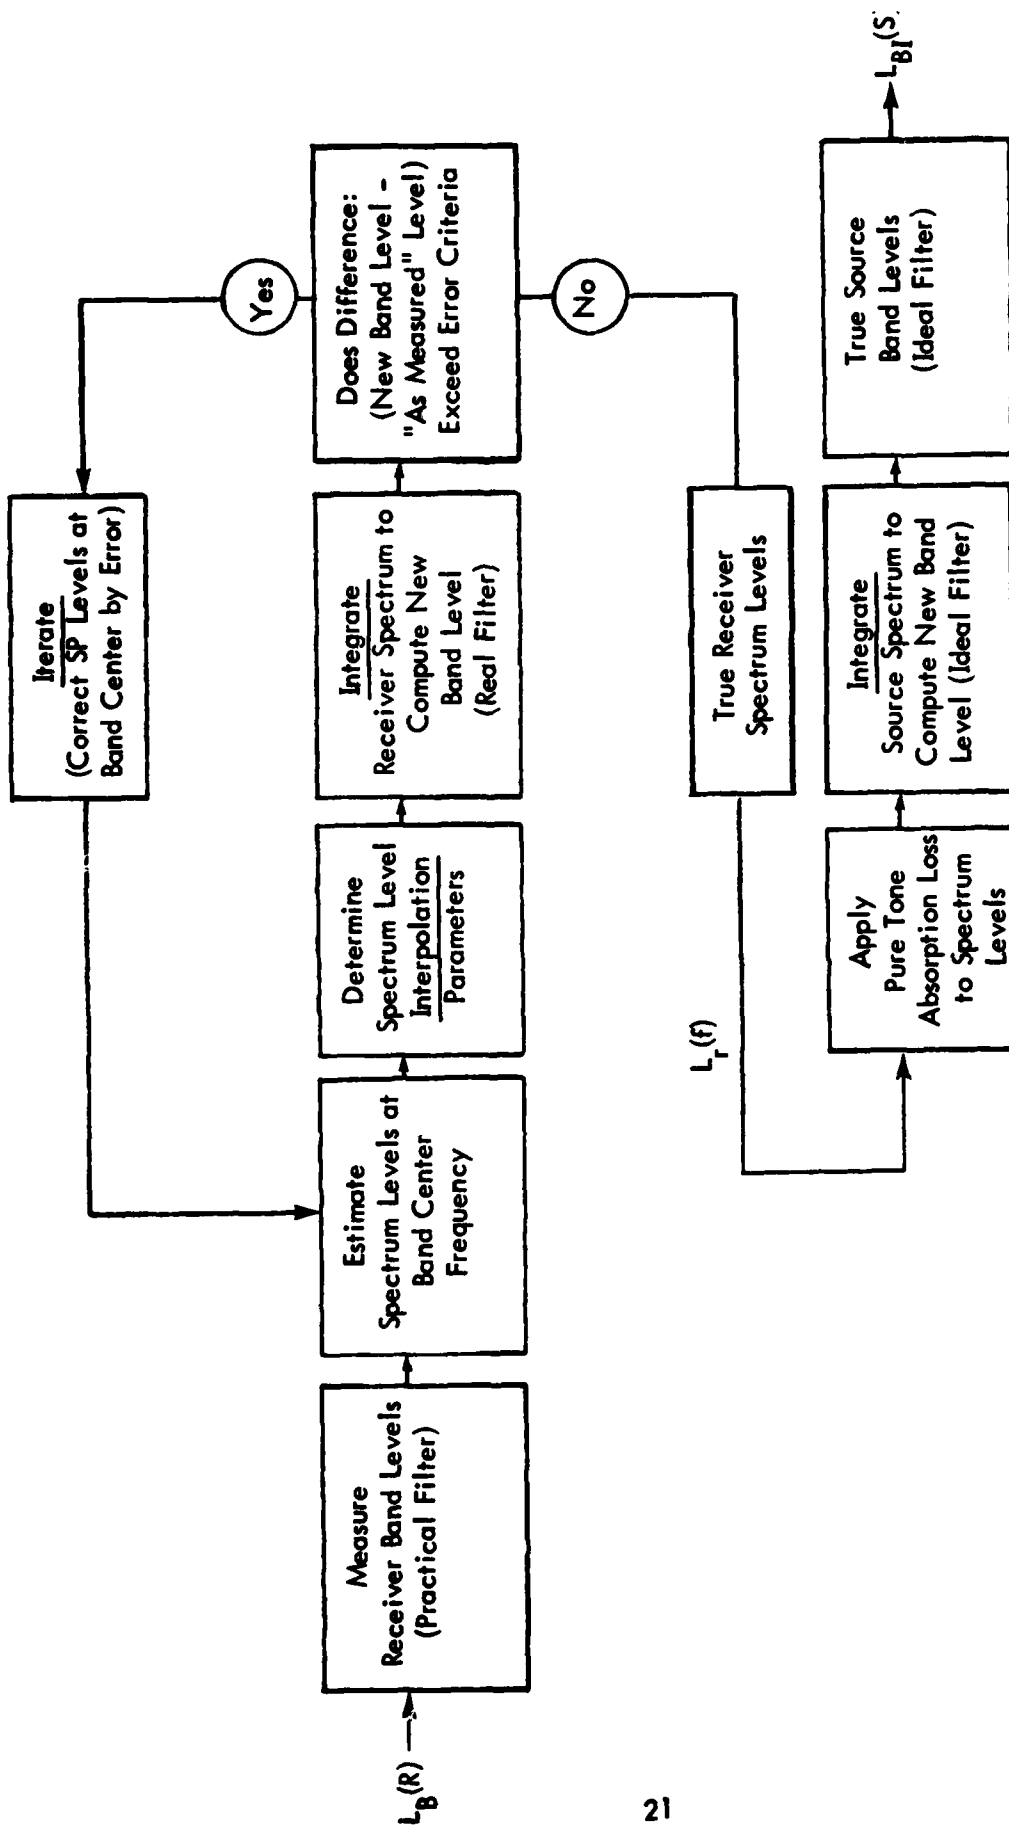 Iterate
(Correct SP Levels at
Band Center by Error)
Yes
L_B(R)
Measure
Receiver Band Levels
(Practical Filter)
Estimate
Spectrum Levels at
Band Center
Frequency
Determine
Spectrum Level
Interpolation
Parameters
Integrate
Receiver Spectrum to
Compute New
Band Level
(Real Filter)
Does Difference:
(New Band Level -
"As Measured" Level)
Exceed Error Criteria
No
True Receiver
Spectrum Levels
L_r(f)
Apply
Pure Tone
Absorption Loss
to Spectrum
Levels
Integrate
Source Spectrum to
Compute New Band
Level (Ideal Filter)
True Source
Band Levels
(Ideal Filter)
L_BI(S
21